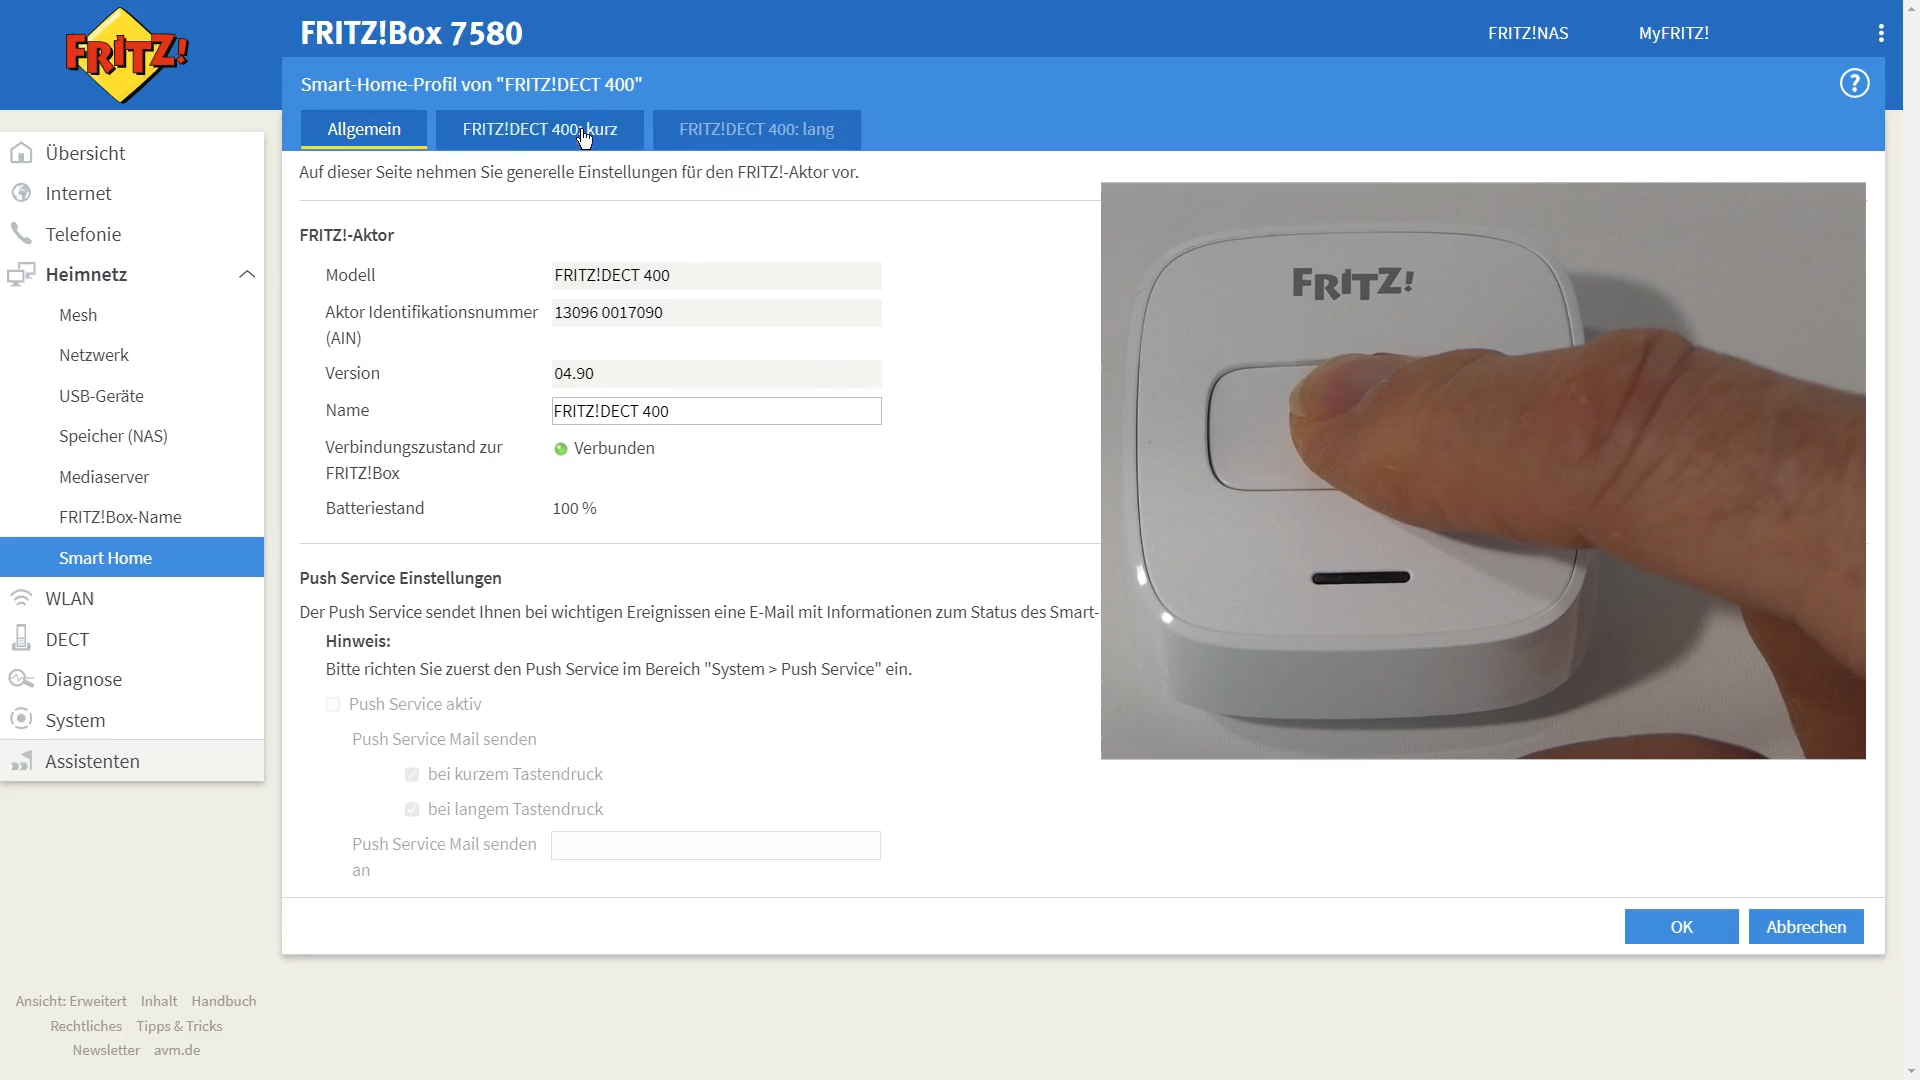 FRITZ!
FRITZ!Box 7580
FRITZ!NAS
MyFRITZ!
Smart-Home-Profil von "FRITZ!DECT 400"
Allgemein
FRITZ!DECT 400: kurz
FRITZ!DECT 400: lang
Übersicht
Internet
Telefonie
Heimnetz
Mesh
Netzwerk
USB-Geräte
Speicher (NAS)
Mediaserver
FRITZ!Box-Name
Smart Home
WLAN
DECT
Diagnose
System
Assistenten
Ansicht: Erweitert Inhalt Handbuch
Rechtliches Tipps & Tricks
Newsletter avm.de
Auf dieser Seite nehmen Sie generelle Einstellungen für den FRITZ!-Aktor vor.
FRITZ!-Aktor
Modell FRITZ!DECT 400
Aktor Identifikationsnummer 13096 0017090
(AIN)
Version 04.90
Name FRITZ!DECT 400
Verbindungszustand zur Verbunden
FRITZ!Box
Batteriestand 100 %
Push Service Einstellungen
Der Push Service sendet Ihnen bei wichtigen Ereignissen eine E-Mail mit Informationen zum Status des Smart-
Hinweis:
Bitte richten Sie zuerst den Push Service im Bereich "System > Push Service" ein.
Push Service aktiv
Push Service Mail senden
bei kurzem Tastendruck
bei langem Tastendruck
Push Service Mail senden
an
FRITZ!
OK
Abbrechen